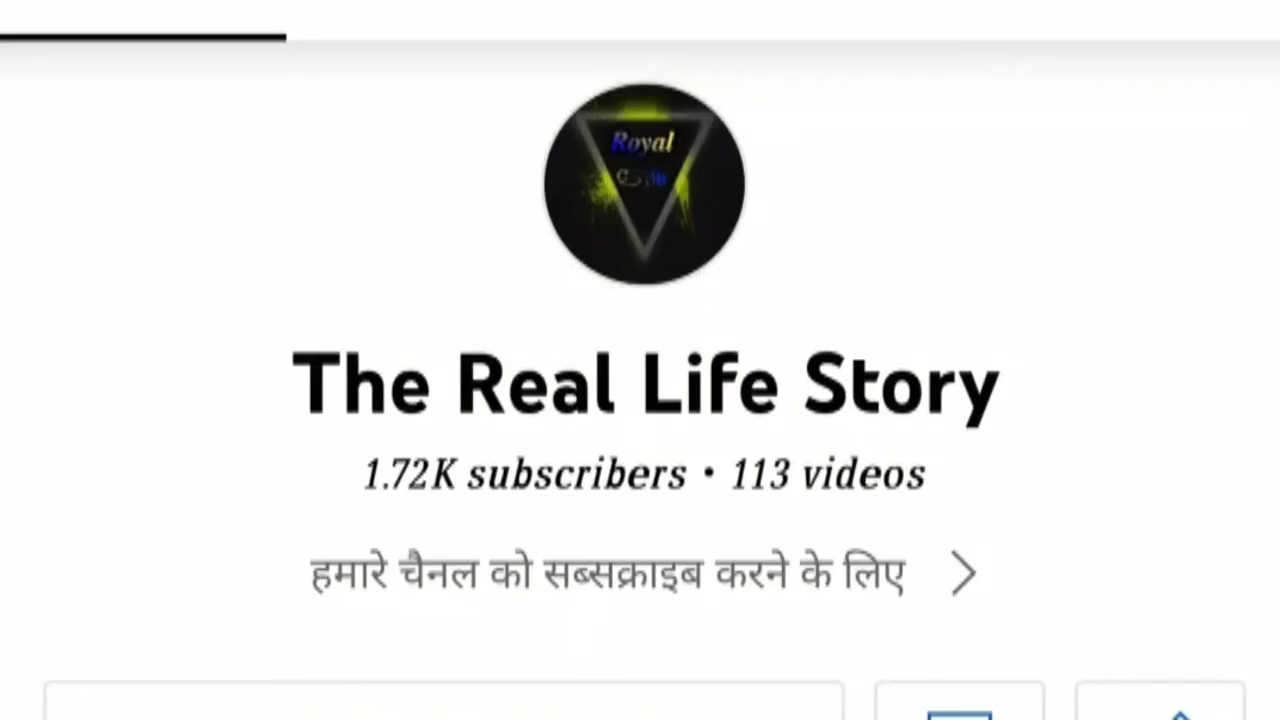 Royal
The Real Life Story
1.72K subscribers • 113 videos
हमारे चैनल को सब्सक्राइब करने के लिए